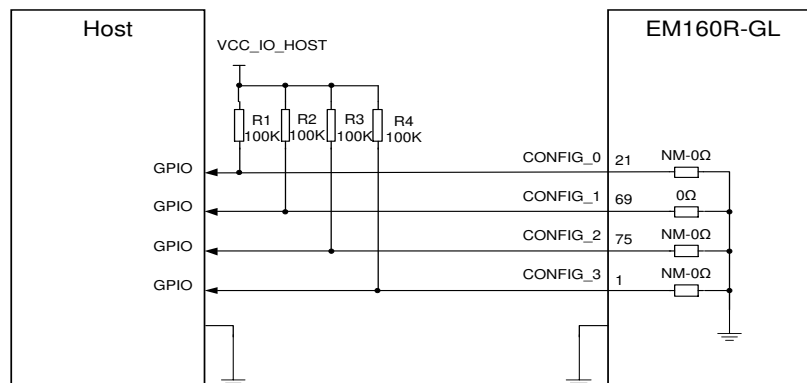 Host
EM160R-GL
VCC_IO_HOST
R1
100K
R2
100K
R3
100K
R4
100K
GPIO
CONFIG_0
21
NM-0Ω
GPIO
CONFIG_1
69
0Ω
GPIO
CONFIG_2
75
NM-0Ω
GPIO
CONFIG_3
1
NM-0Ω